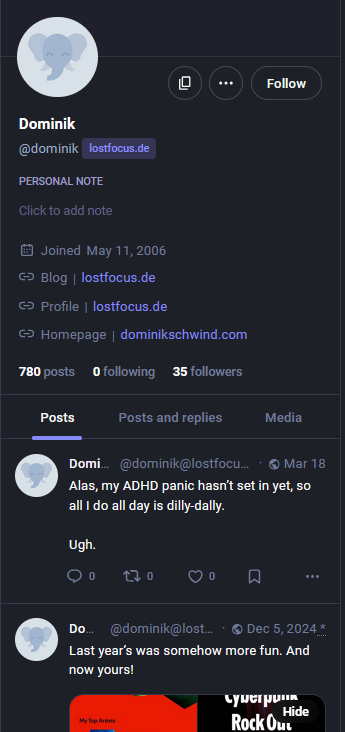 Follow
Dominik
@dominik lostfocus.de
PERSONAL NOTE
Click to add note
Joined May 11, 2006
Blog | lostfocus.de
Profile | lostfocus.de
Homepage | dominikschwind.com
780 posts 0 following 35 followers
Posts Posts and replies Media
Domi... @dominik@lostfocu... · Mar 18
Alas, my ADHD panic hasn't set in yet, so
all I do all day is dilly-dally.
Ugh.
0 0 0
Do... @dominik@lost... · Dec 5, 2024 *
Last year's was somehow more fun. And
now yours!
Cyberpunk
Hide
Rock Out
My Top Artists